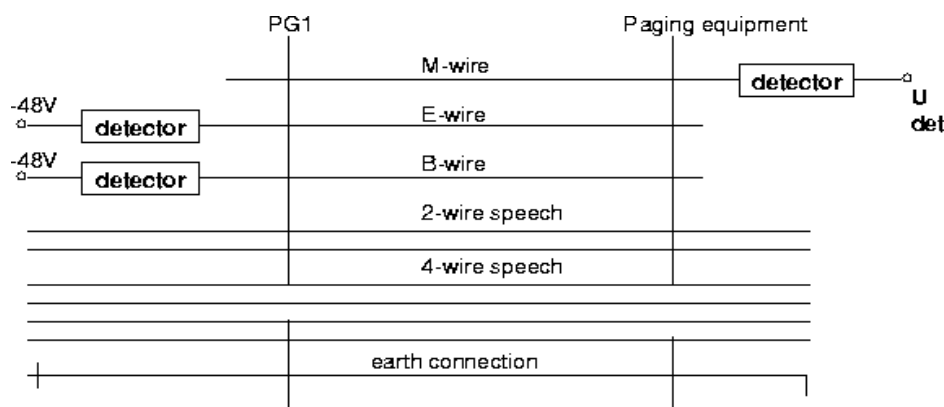 PG1
Paging equipment
M-wire
detector
U
det
-48V
detector
E-wire
-48V
detector
B-wire
2-wire speech
4-wire speech
earth connection